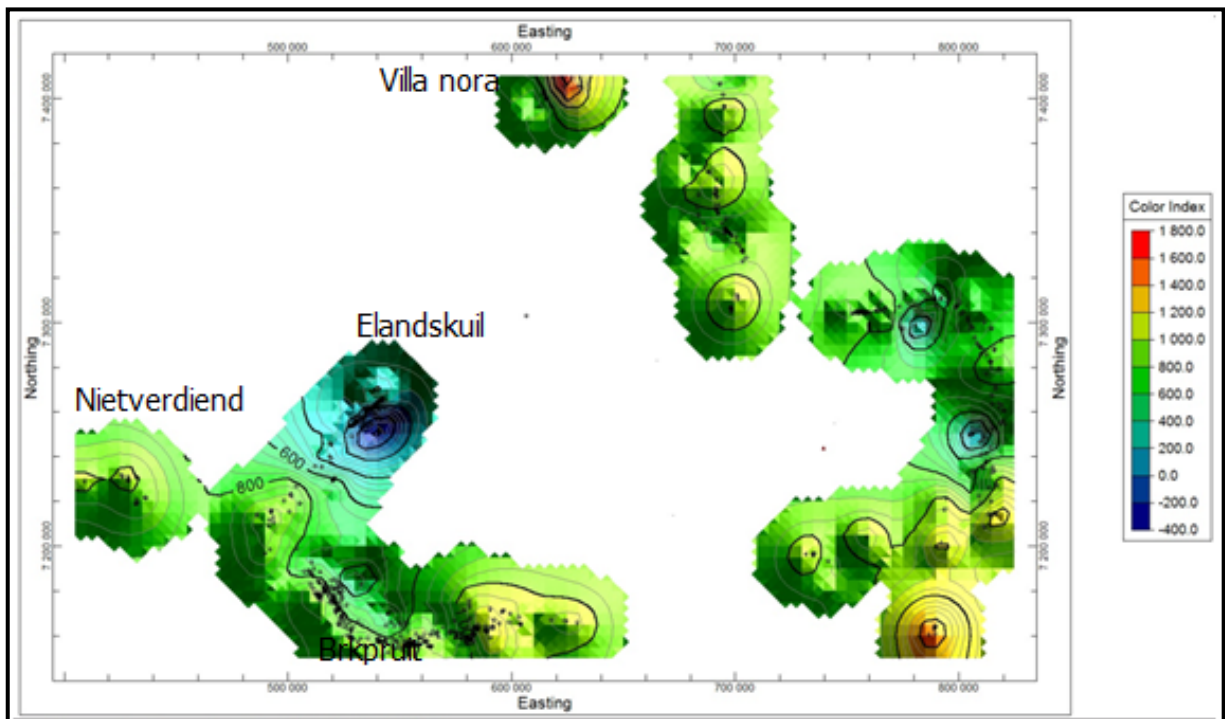 Easting
500 000 600 000 700 000 800 000
Villa nora
7 400 000
7 400 000
Color Index
1 800.0
1 600.0
1 400.0
1 200.0
1 000.0
800.0
600.0
400.0
200.0
0.0
-200.0
-400.0
Elandskuil
7 300 000
7 300 000
Northing
Northing
Nietverdiend
600
800
7 200 000
7 200 000
Brkpruit
500 000 600 000 700 000 800 000
Easting